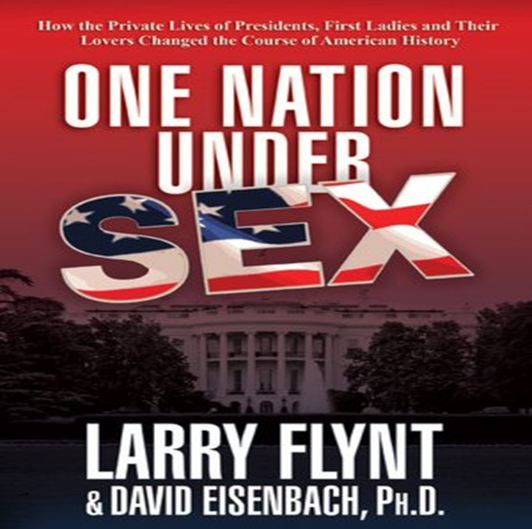 How the Private Lives of Presidents, First Ladies and Their
Lovers Changed the Course of American History
ONE NATION
UNDER
SEX
LARRY FLYNT
& DAVID EISENBACH, PH.D.